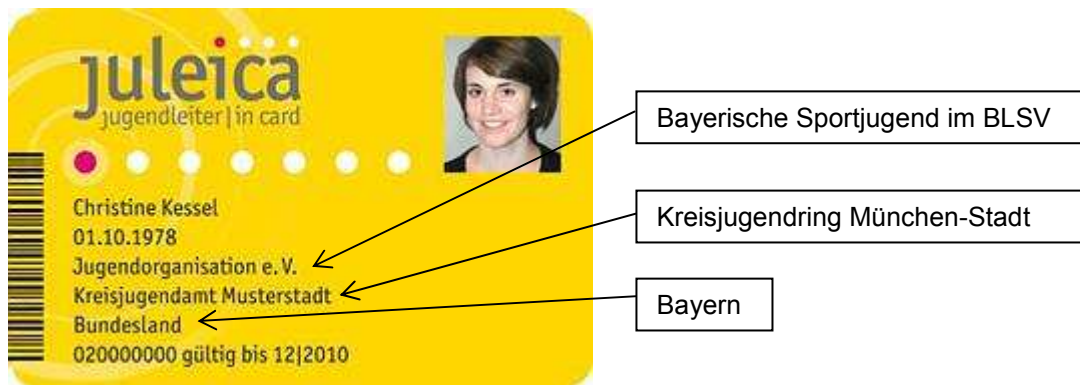 juleica
jugendleiter|in card
Christine Kessel
01.10.1978
Jugendorganisation e.V.
Kreisjugendamt Musterstadt
Bundesland
020000000 gültig bis 12|2010
Bayerische Sportjugend im BLSV
Kreisjugendring München-Stadt
Bayern